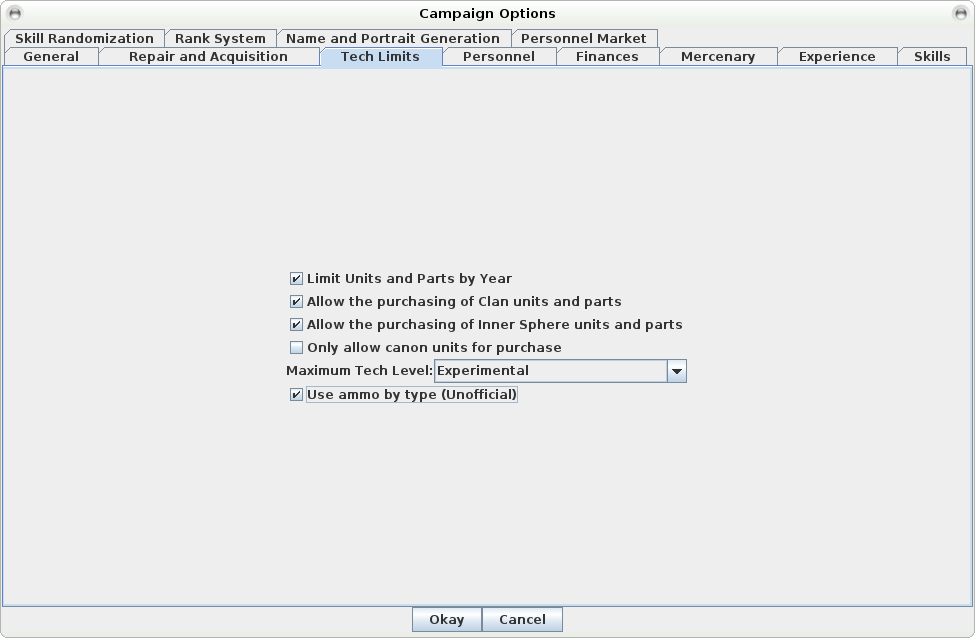 Campaign Options
Skill Randomization Rank System Name and Portrait Generation Personnel Market
General Repair and Acquisition Tech Limits Personnel Finances Mercenary Experience Skills
Limit Units and Parts by Year
Allow the purchasing of Clan units and parts
Allow the purchasing of Inner Sphere units and parts
Only allow canon units for purchase
Maximum Tech Level: Experimental
Use ammo by type (Unofficial)
Okay Cancel